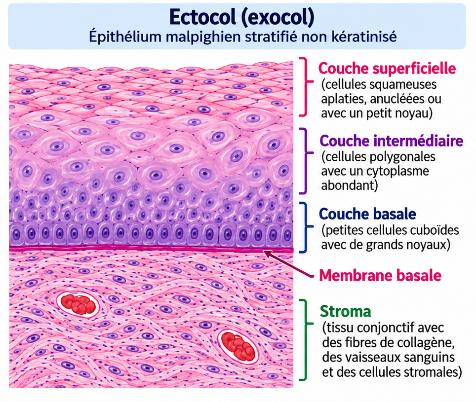 Ectocol (exocol)
Épithélium malpighien stratifié non kératinisé
Couche superficielle
(cellules squameuses
aplaties, anucléées ou
avec un petit noyau)
Couche intermédiaire
(cellules polygonales
avec un cytoplasme
abondant)
Couche basale
(petites cellules cuboïdes
avec de grands noyaux)
Membrane basale
Stroma
(tissu conjonctif avec
des fibres de collagène,
des vaisseaux sanguins
et des cellules stromales)